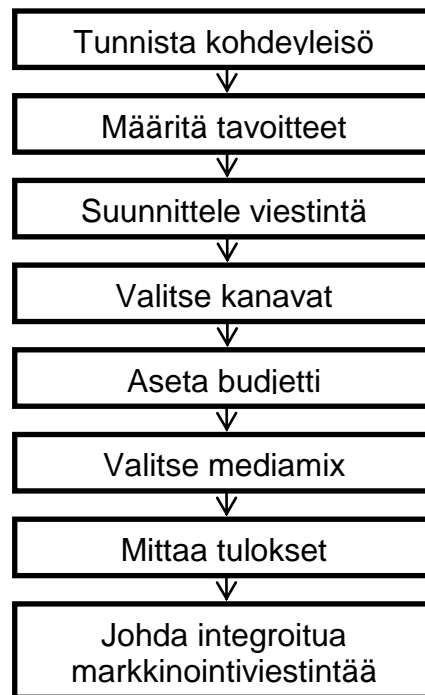 Tunnista kohdeyleisö
Määritä tavoitteet
Suunnittele viestintä
Valitse kanavat
Aseta budjetti
Valitse mediamix
Mittaa tulokset
Johda integroitua
markkinointiviestintää